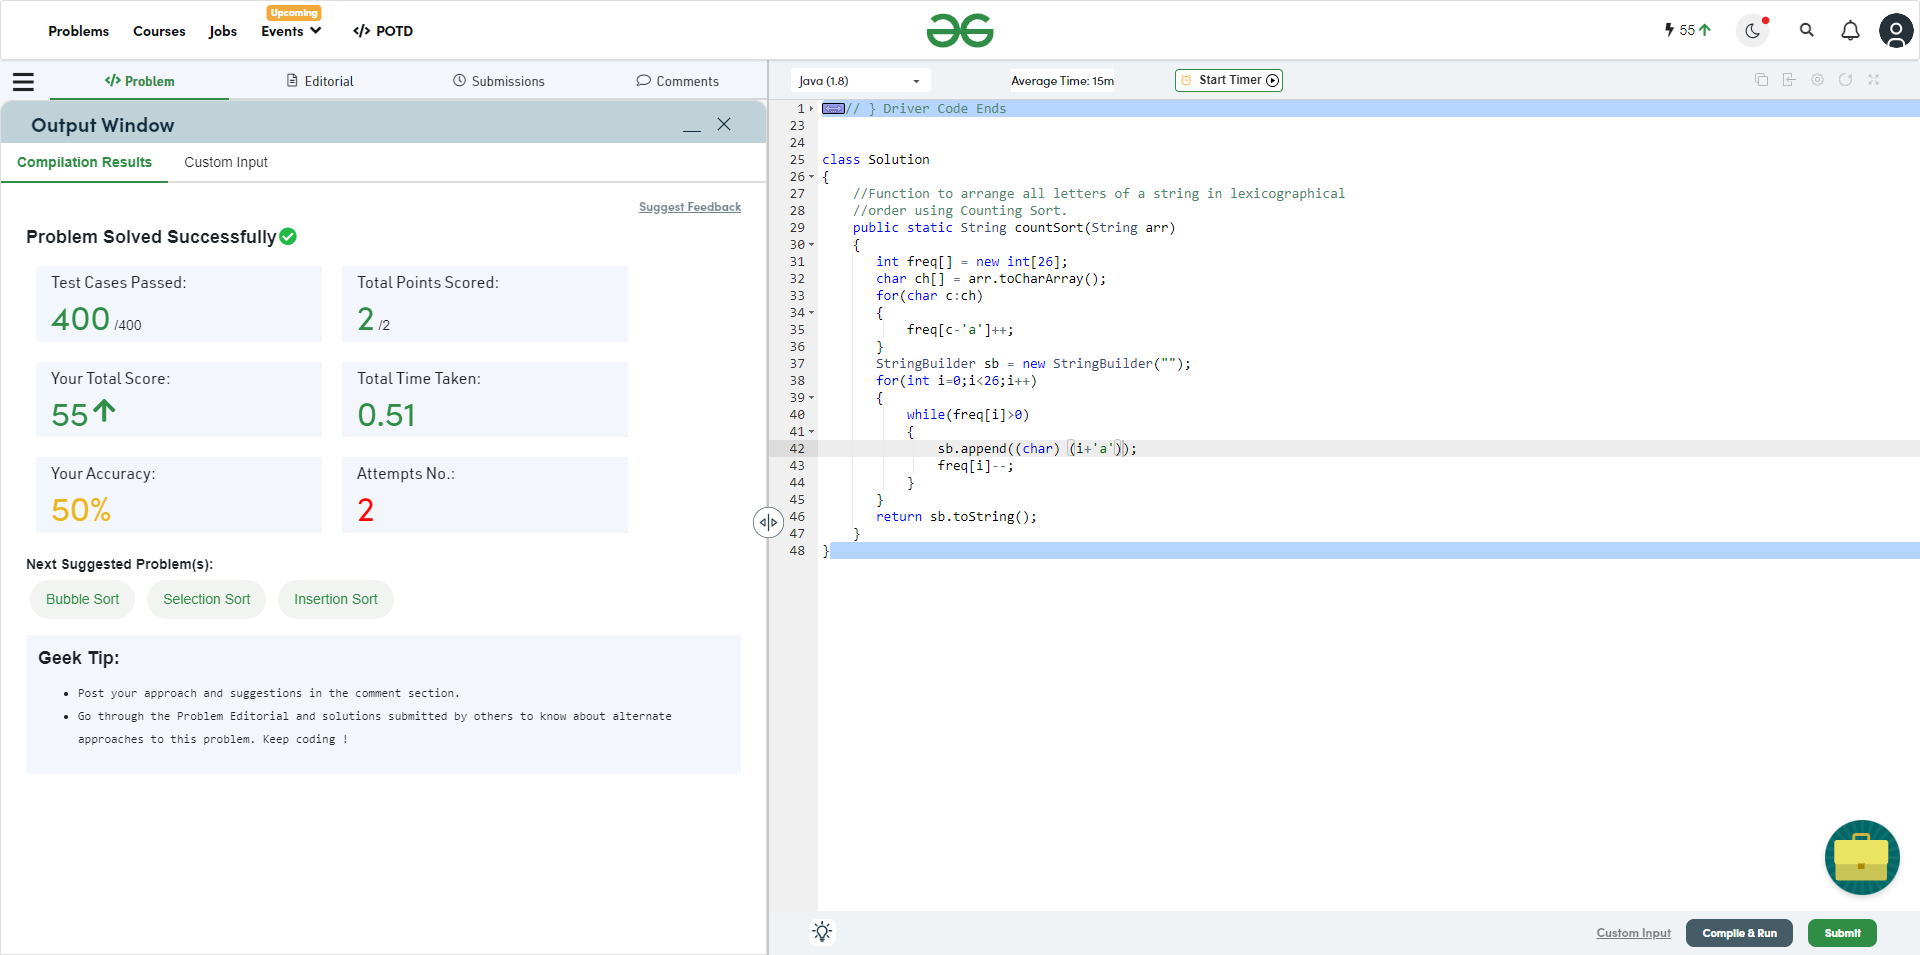 Problems Courses Jobs Upcoming Events </> POTD
55
</> Problem Editorial Submissions Comments
Java (1.8) Average Time: 15m Start Timer
Output Window
Compilation Results Custom Input
Suggest Feedback
Problem Solved Successfully
Test Cases Passed: Total Points Scored:
400 /400 2 /2
Your Total Score: Total Time Taken:
55 0.51
Your Accuracy: Attempts No.:
50% 2
Next Suggested Problem(s):
Bubble Sort Selection Sort Insertion Sort
Geek Tip:
• Post your approach and suggestions in the comment section.
• Go through the Problem Editorial and solutions submitted by others to know about alternate
approaches to this problem. Keep coding !
1 // } Driver Code Ends
23
24
25 class Solution
26 {
27 //Function to arrange all letters of a string in lexicographical
28 //order using Counting Sort.
29 public static String countSort(String arr)
30 {
31 int freq[] = new int[26];
32 char ch[] = arr.toCharArray();
33 for(char c:ch)
34 {
35 freq[c-'a']++;
36 }
37 StringBuilder sb = new StringBuilder("");
38 for(int i=0;i<26;i++)
39 {
40 while(freq[i]>0)
41 {
42 sb.append((char) (i+'a'));
43 freq[i]--;
44 }
45 }
46 return sb.toString();
47 }
48 }
Custom Input Compile & Run Submit